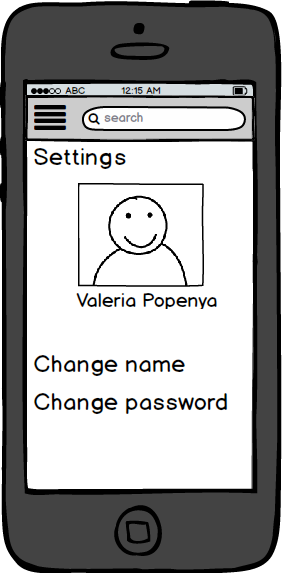 ABC 12:15 AM
search
Settings
Valeria Popenya
Change name
Change password